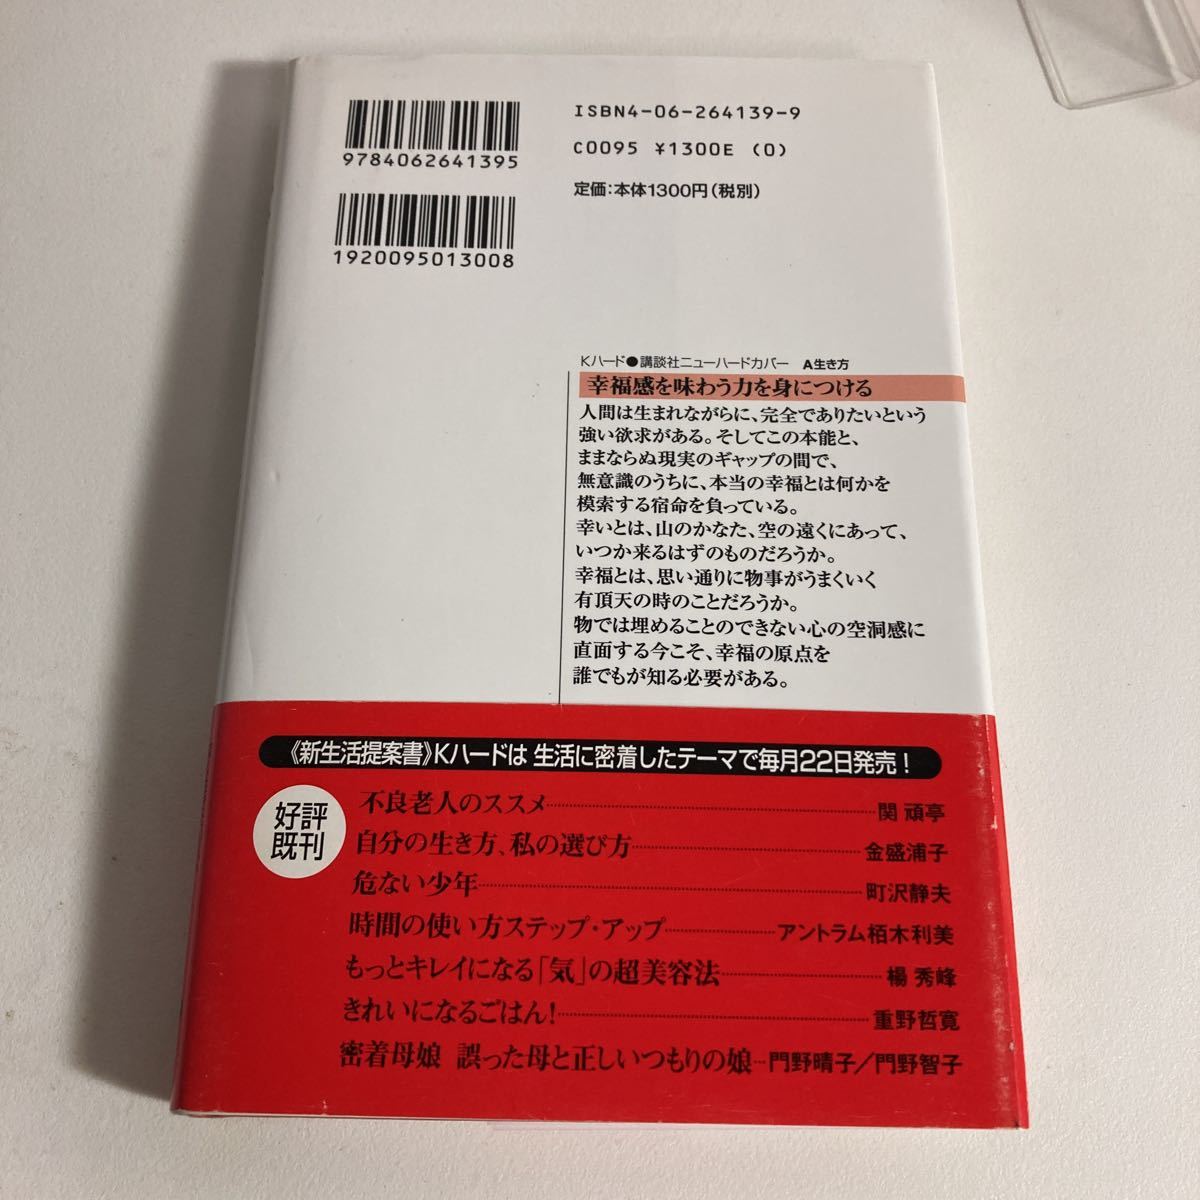 9784062641395
1920095013008
ISBN4-06-264139-9
C0095 ¥1300E (0)
定価：本体1300円（税別）
Kハード●講談社ニューハードカバー　A生き方
幸福感を味わう力を身につける
人間は生まれながらに、完全でありたいという
強い欲求がある。そしてこの本能と、
ままならぬ現実のギャップの間で、
無意識のうちに、本当の幸福とは何かを
模索する宿命を負っている。
幸いとは、山のかなた、空の遠くにあって、
いつか来るはずのものだろうか。
幸福とは、思い通りに物事がうまくいく
有頂天の時のことだろうか。
物では埋めることのできない心の空洞感に
直面する今こそ、幸福の原点を
誰でもが知る必要がある。
《新生活提案書》Kハードは 生活に密着したテーマで毎月22日発売！
好評
既刊
不良老人のススメ……関 頑亭
自分の生き方、私の選び方……金盛浦子
危ない少年……町沢静夫
時間の使い方ステップ・アップ……アントラム栢木利美
もっとキレイになる「気」の超美容法……楊 秀峰
きれいになるごはん！……重野哲寛
密着母娘　誤った母と正しいつもりの娘…門野晴子／門野智子